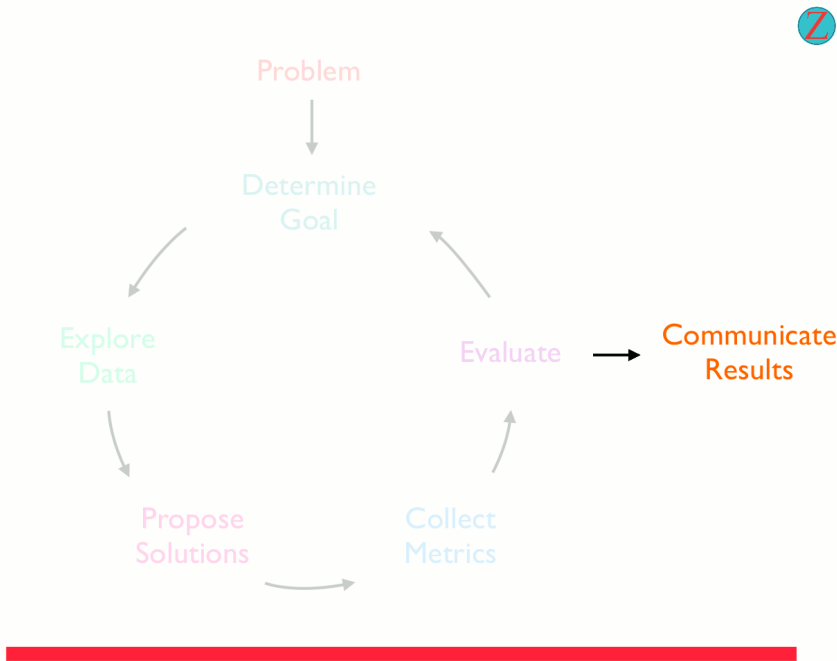 Z
Problem
Determine
Goal
Explore
Data
Evaluate
Communicate
Results
Propose
Solutions
Collect
Metrics